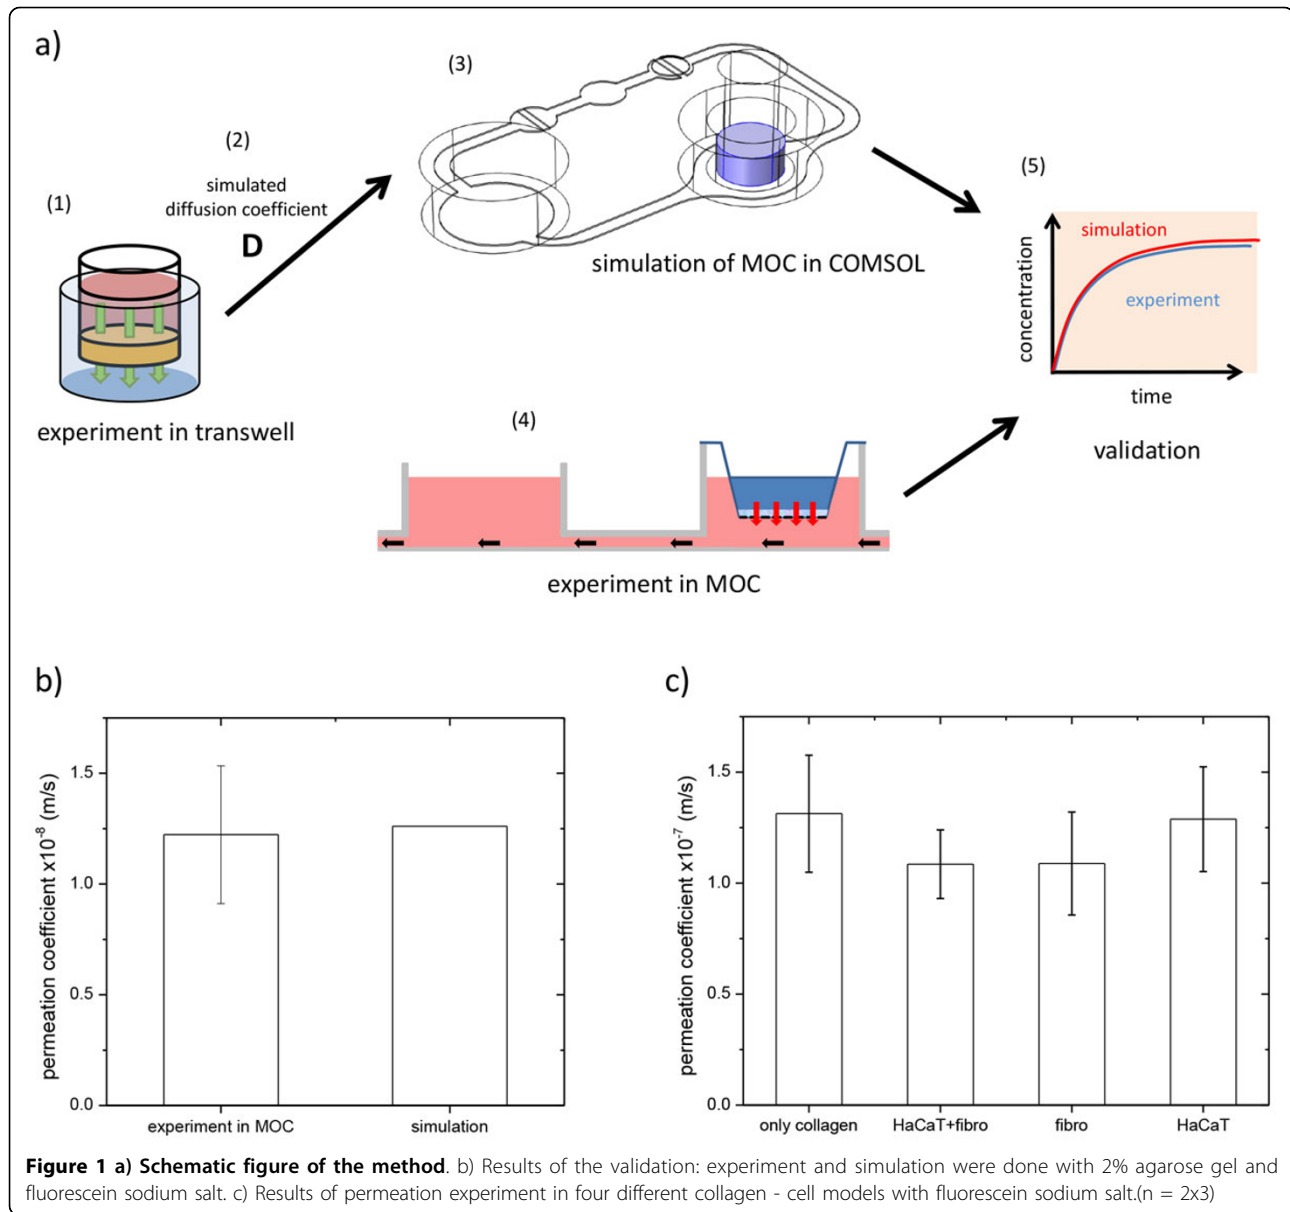 a)
(1)
experiment in transwell
(2)
simulated
diffusion coefficient
D
(3)
simulation of MOC in COMSOL
(4)
experiment in MOC
(5)
concentration
simulation
experiment
time
validation
b)
permeation coefficient x10⁻⁸ (m/s)
1.5
1.0
0.5
0.0
experiment in MOC
simulation
c)
permeation coefficient x10⁻⁷ (m/s)
1.5
1.0
0.5
0.0
only collagen
HaCaT+fibro
fibro
HaCaT
Figure 1 a) Schematic figure of the method. b) Results of the validation: experiment and simulation were done with 2% agarose gel and
fluorescein sodium salt. c) Results of permeation experiment in four different collagen - cell models with fluorescein sodium salt.(n = 2x3)